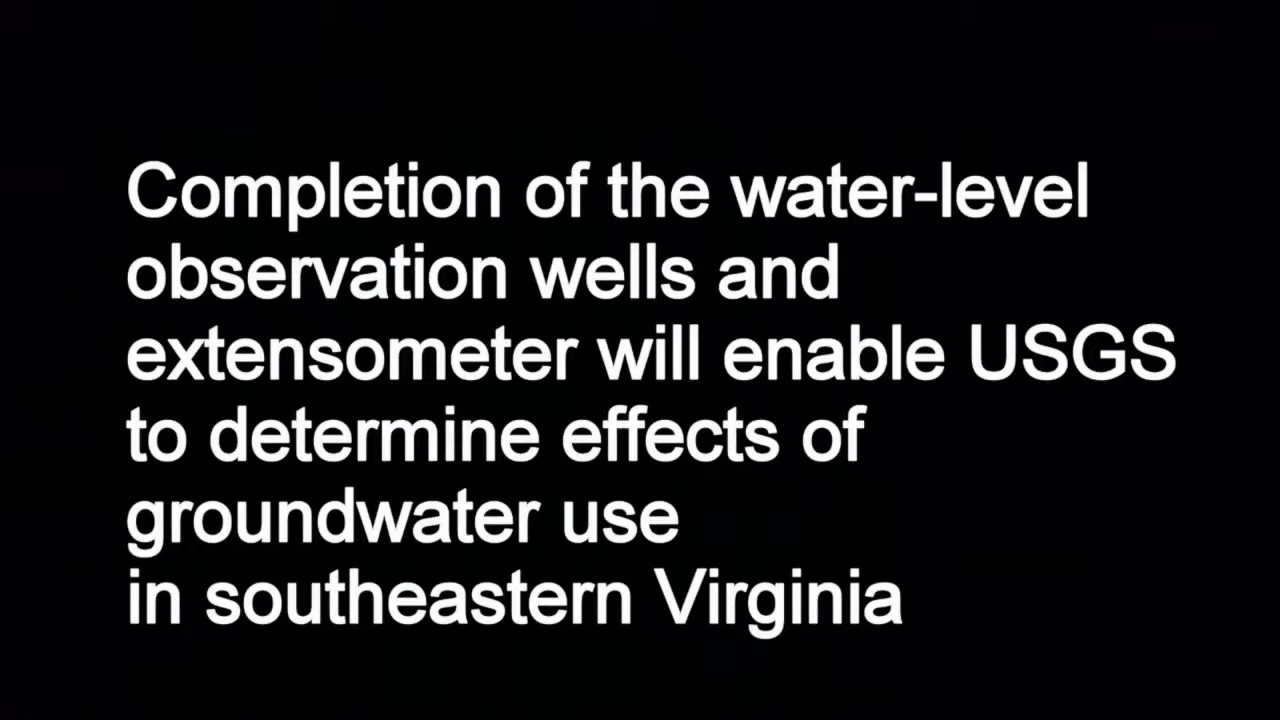 Completion of the water-level
observation wells and
extensometer will enable USGS
to determine effects of
groundwater use
in southeastern Virginia